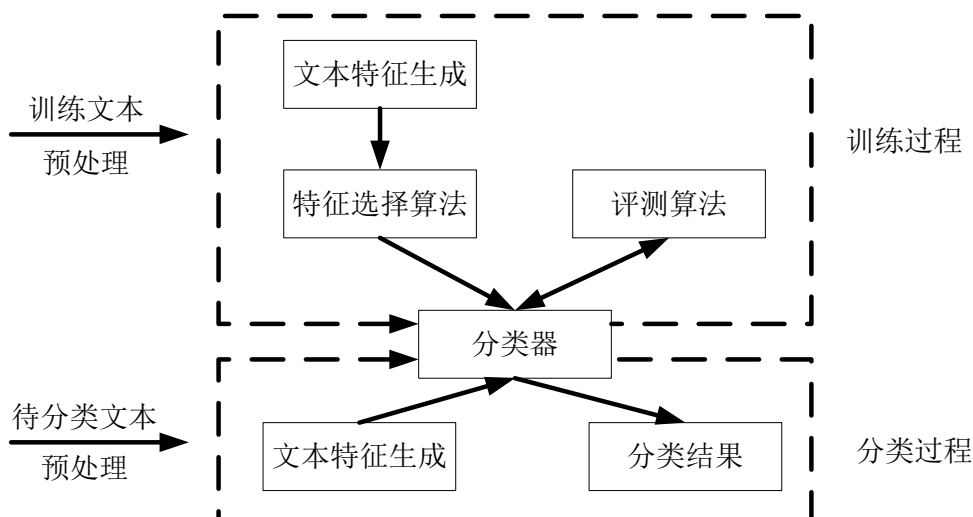 文本特征生成
训练文本
预处理
训练过程
特征选择算法
评测算法
分类器
待分类文本
预处理
文本特征生成
分类结果
分类过程